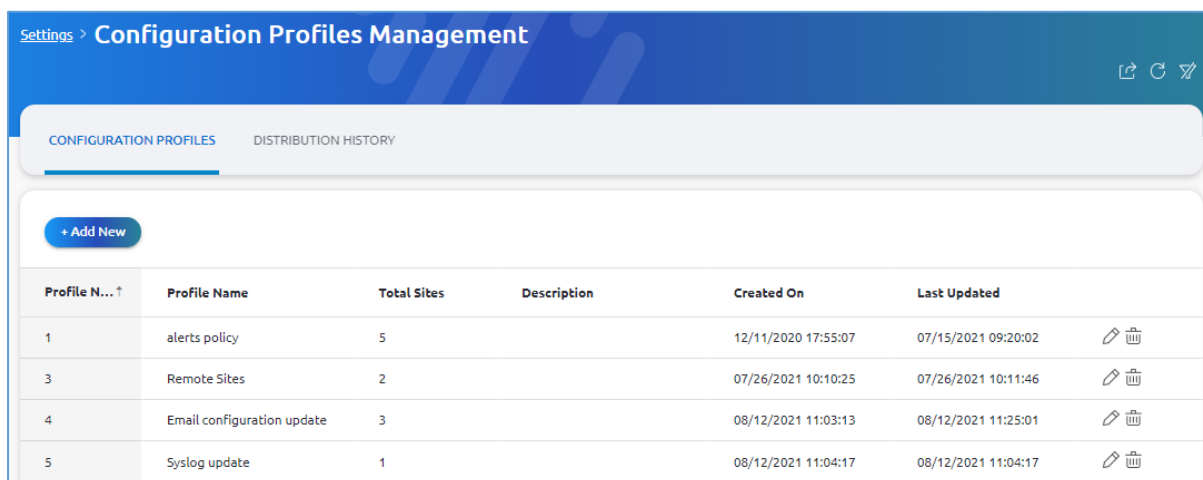 Settings > Configuration Profiles Management
CONFIGURATION PROFILES DISTRIBUTION HISTORY
+ Add New
Profile N...↑ Profile Name Total Sites Description Created On Last Updated
1 alerts policy 5 12/11/2020 17:55:07 07/15/2021 09:20:02
3 Remote Sites 2 07/26/2021 10:10:25 07/26/2021 10:11:46
4 Email configuration update 3 08/12/2021 11:03:13 08/12/2021 11:25:01
5 Syslog update 1 08/12/2021 11:04:17 08/12/2021 11:04:17